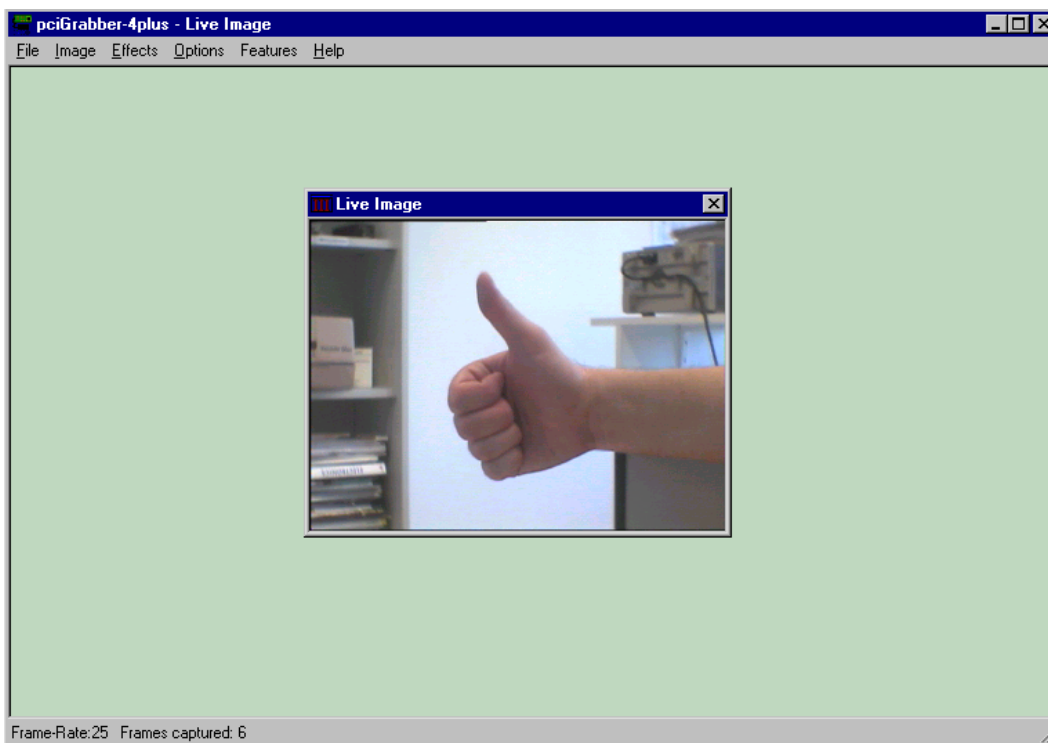 pciGrabber-4plus - Live Image
File Image Effects Options Features Help
Live Image
Frame-Rate:25 Frames captured: 6